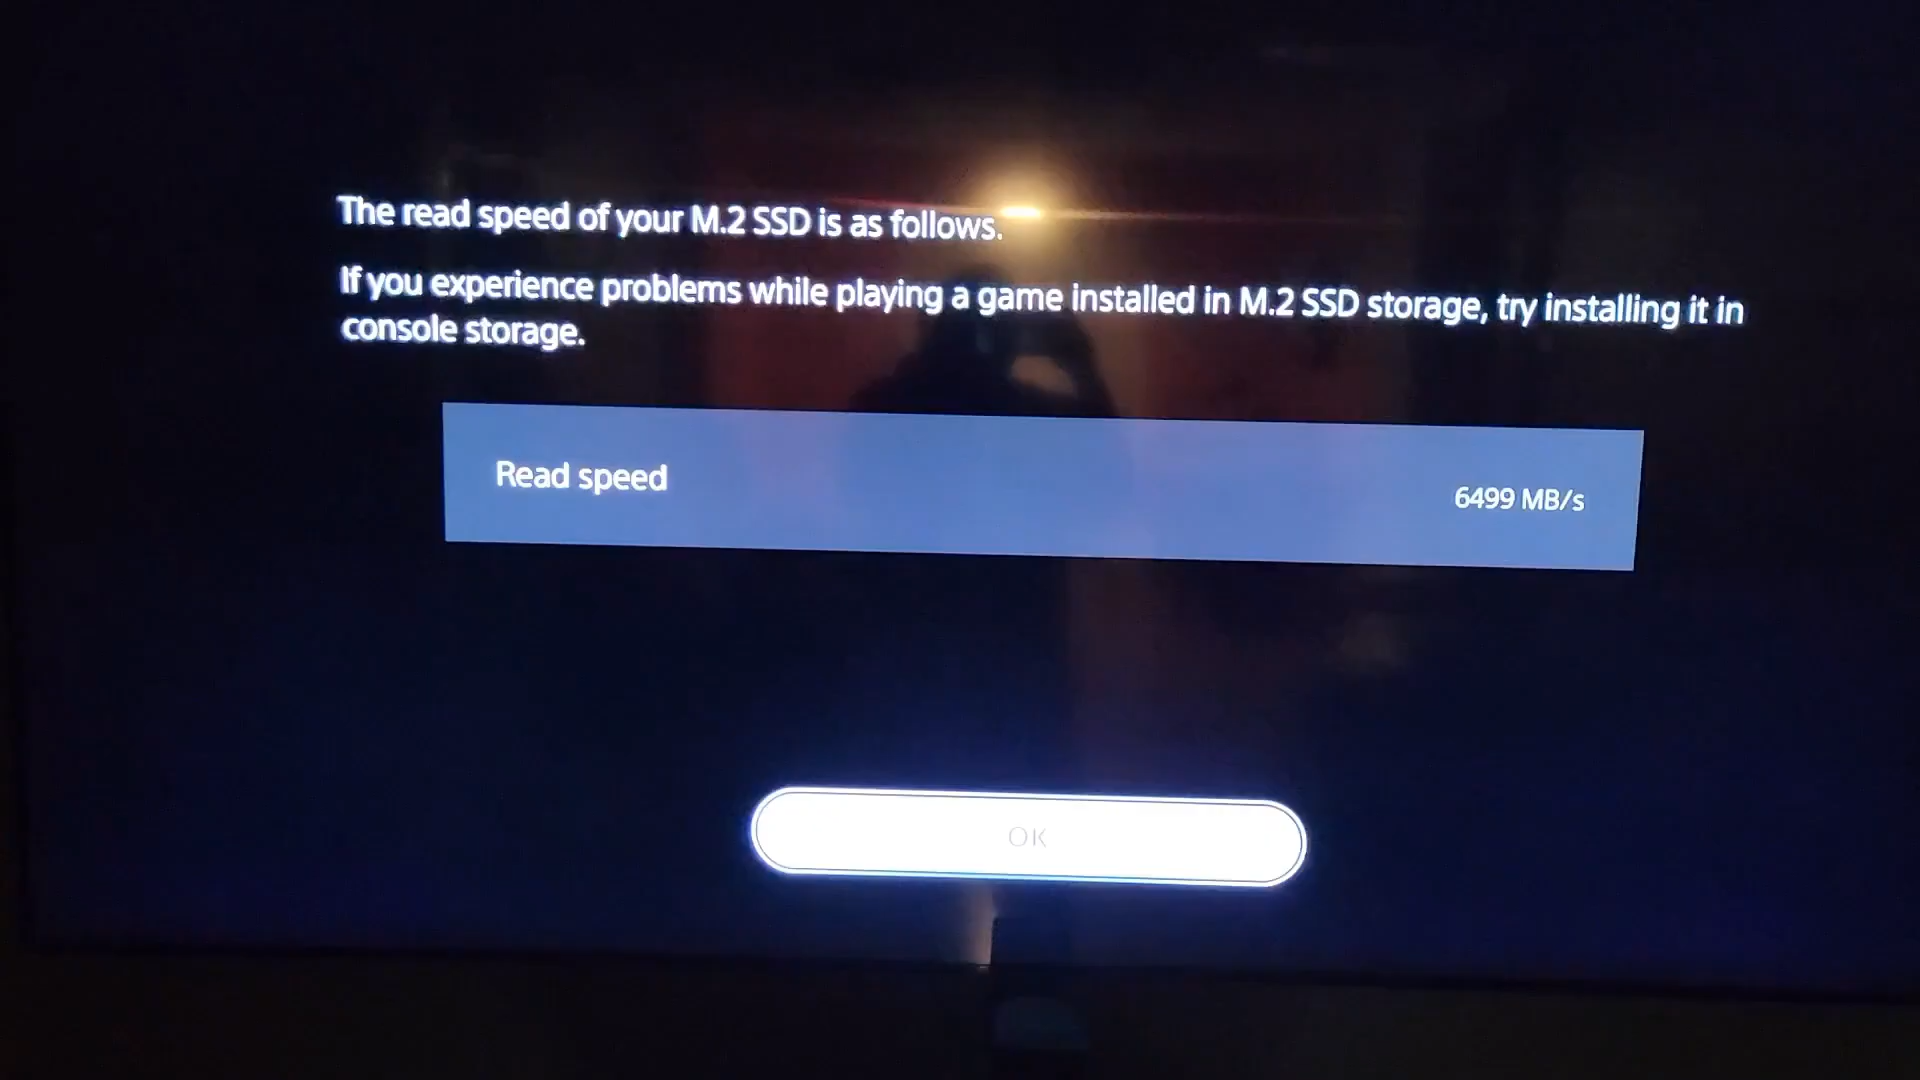 The read speed of your M.2 SSD is as follows.
If you experience problems while playing a game installed in M.2 SSD storage, try installing it in
console storage.
Read speed
6499 MB/s
OK